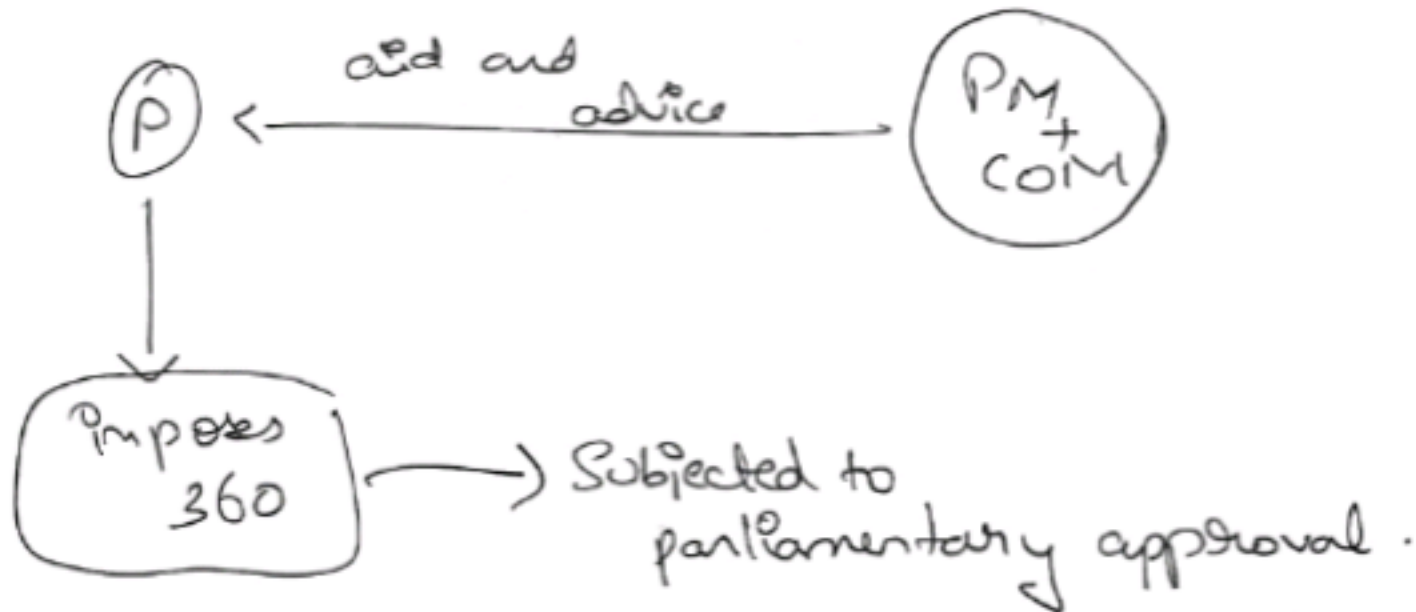 aid and
advice
P
PM
+
COM
imposes
360
Subjected to
parliamentary approval.